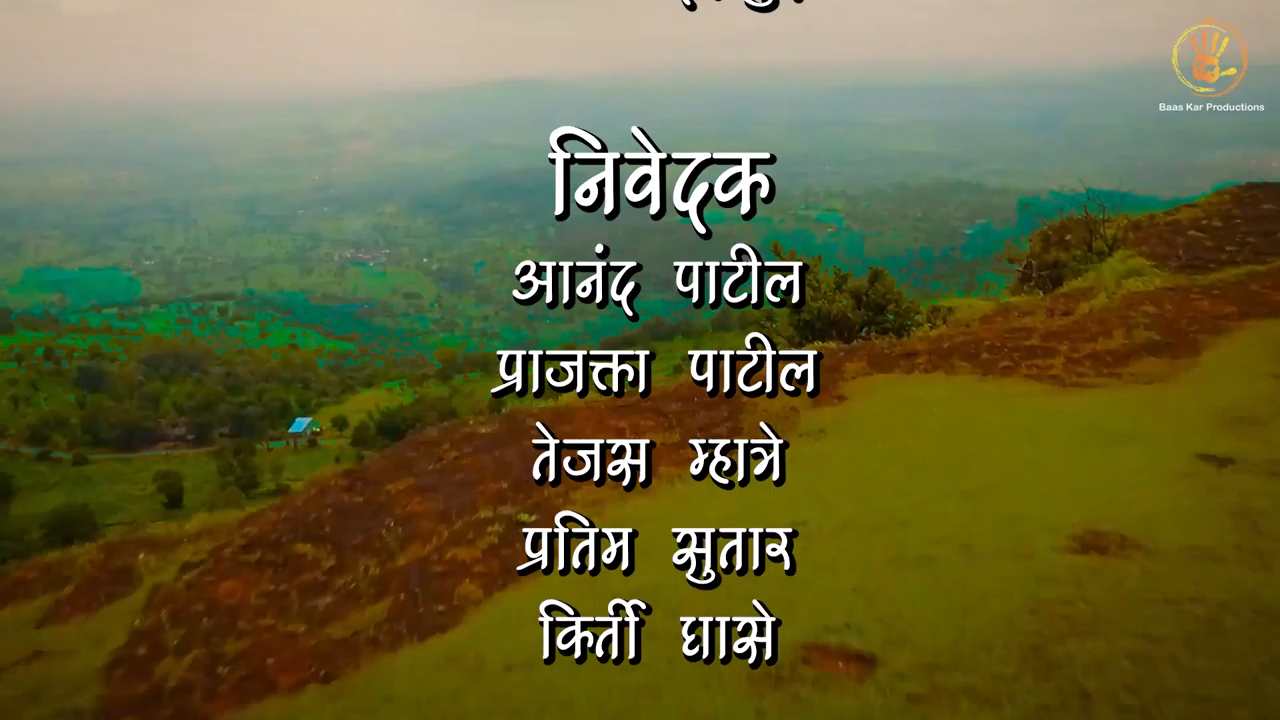 Baas Kar Productions
निवेदक
आनंद पाटील
प्राजक्ता पाटील
तेजस म्हात्रे
प्रतिम सुतार
किर्ती घासे